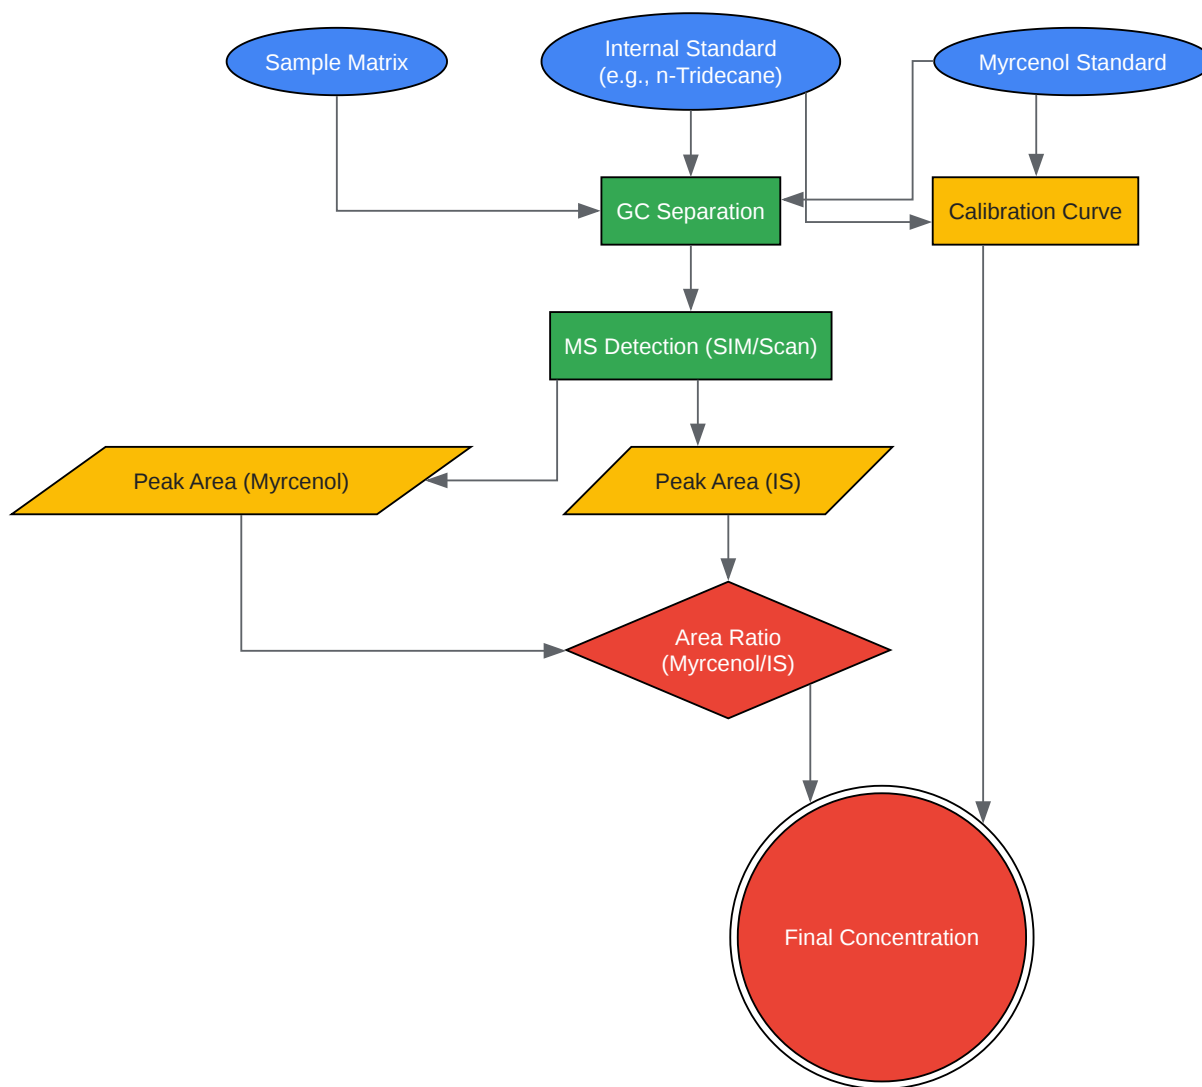 Sample Matrix
Internal Standard
(e.g., n-Tridecane)
Myrcenol Standard
GC Separation
Calibration Curve
MS Detection (SIM/Scan)
Peak Area (Myrcenol)
Peak Area (IS)
Area Ratio
(Myrcenol/IS)
Final Concentration